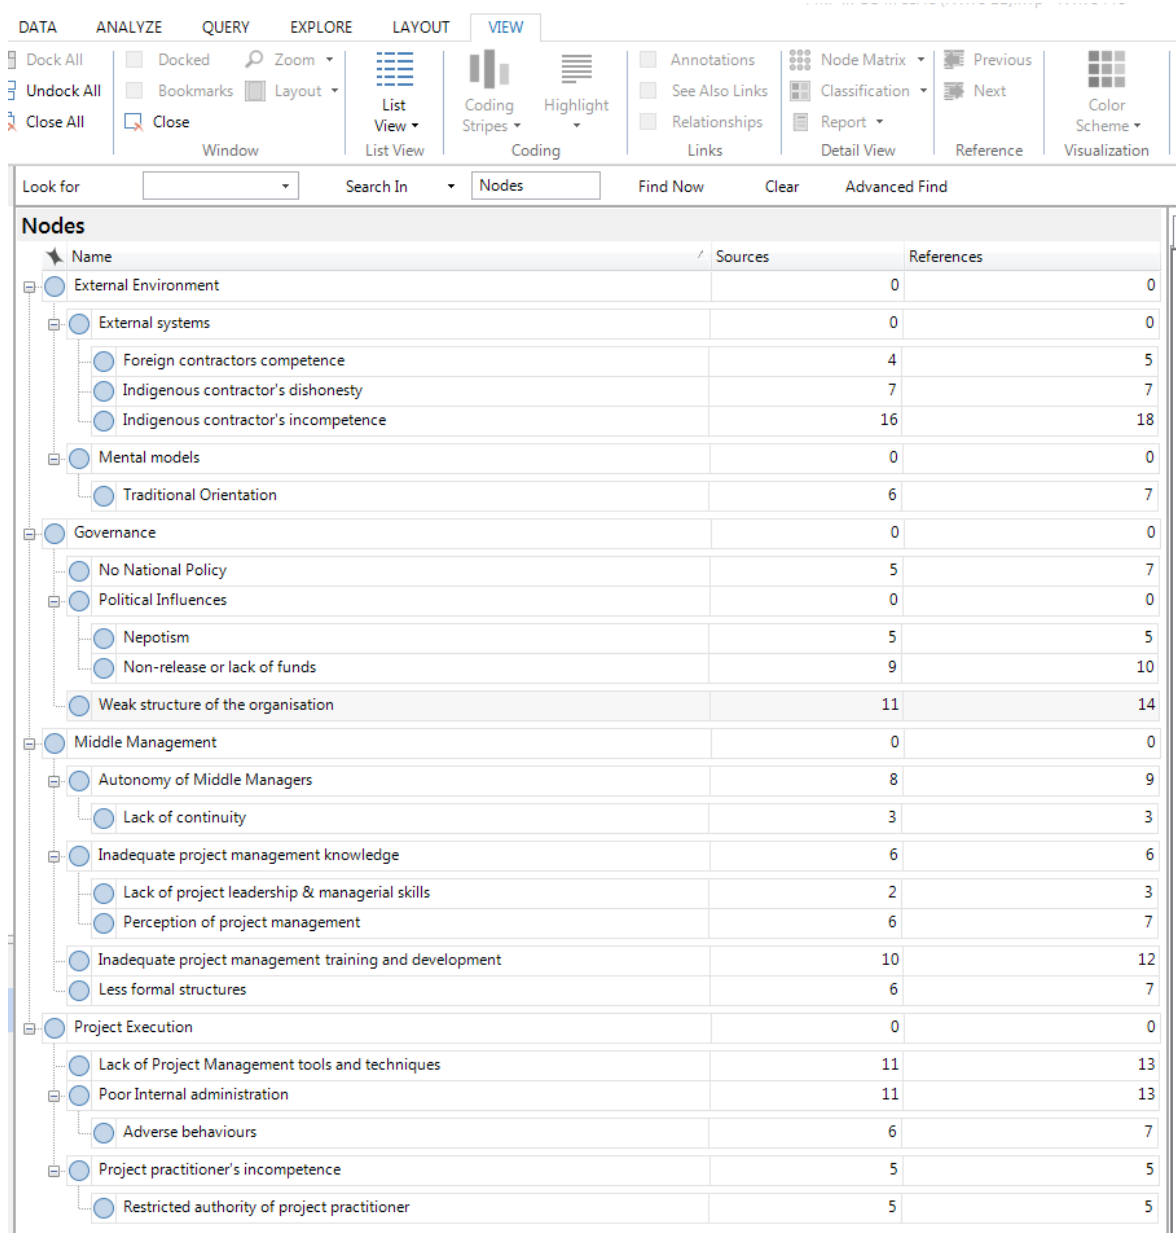 DATA ANALYZE QUERY EXPLORE LAYOUT VIEW
Dock All Docked Zoom Annotations Node Matrix Previous
Undock All Bookmarks Layout List Coding Highlight See Also Links Classification Next Color
Close All Close View Stripes Relationships Report Scheme
Window List View Coding Links Detail View Reference Visualization
Look for Search In Nodes Find Now Clear Advanced Find
Nodes
Name Sources References
External Environment 0 0
External systems 0 0
Foreign contractors competence 4 5
Indigenous contractor's dishonesty 7 7
Indigenous contractor's incompetence 16 18
Mental models 0 0
Traditional Orientation 6 7
Governance 0 0
No National Policy 5 7
Political Influences 0 0
Nepotism 5 5
Non-release or lack of funds 9 10
Weak structure of the organisation 11 14
Middle Management 0 0
Autonomy of Middle Managers 8 9
Lack of continuity 3 3
Inadequate project management knowledge 6 6
Lack of project leadership & managerial skills 2 3
Perception of project management 6 7
Inadequate project management training and development 10 12
Less formal structures 6 7
Project Execution 0 0
Lack of Project Management tools and techniques 11 13
Poor Internal administration 11 13
Adverse behaviours 6 7
Project practitioner's incompetence 5 5
Restricted authority of project practitioner 5 5